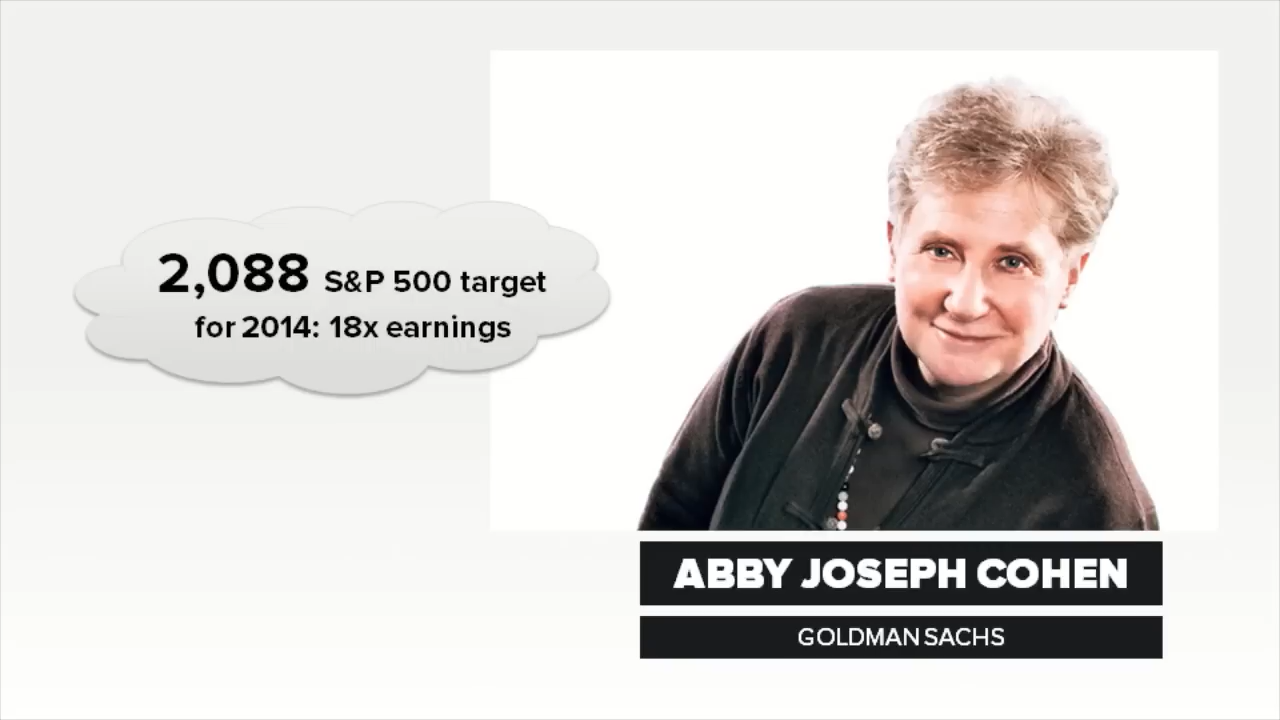 2,088 S&P 500 target
for 2014: 18x earnings
ABBY JOSEPH COHEN
GOLDMAN SACHS